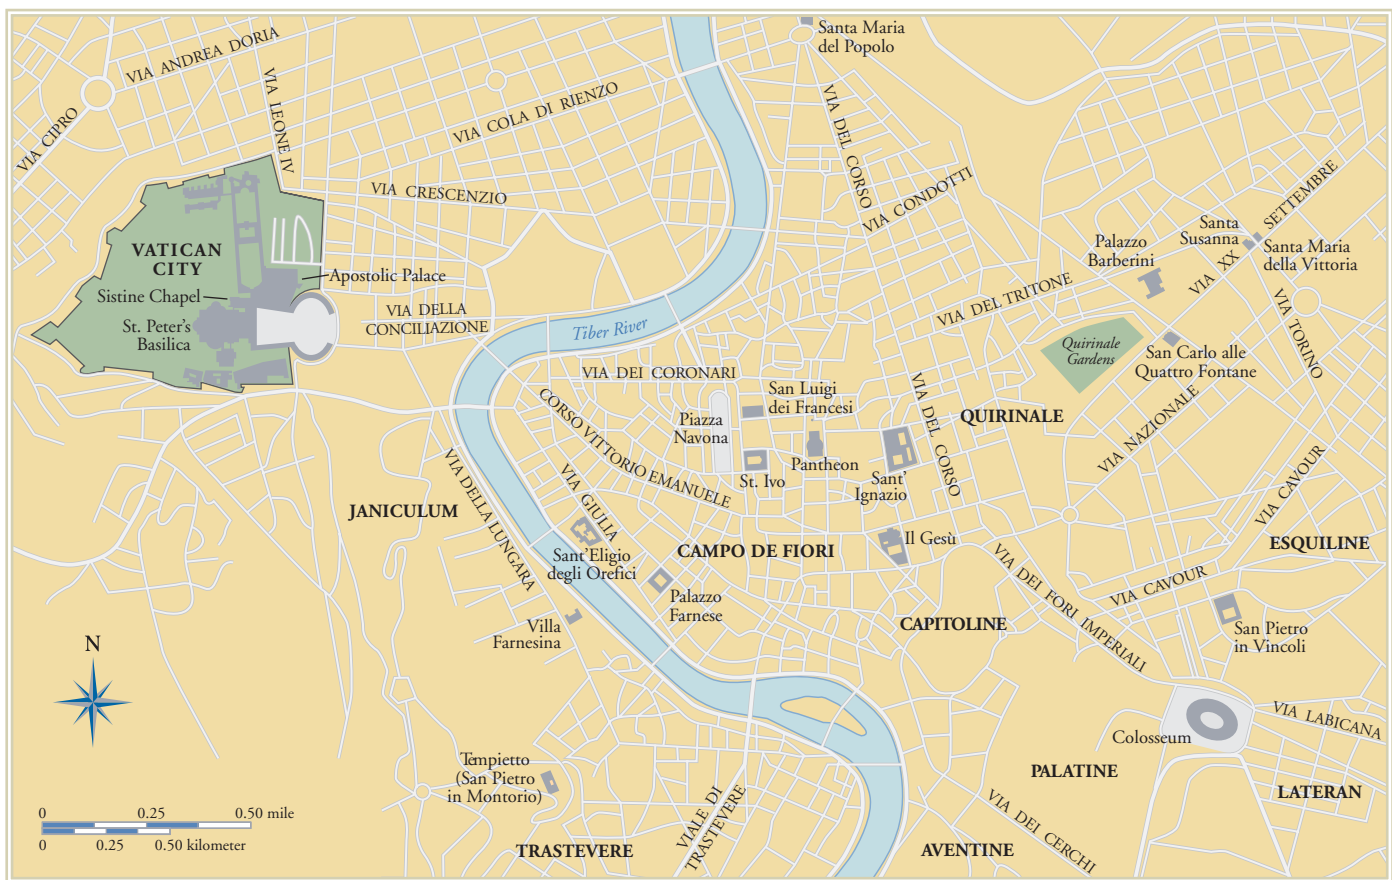 Santa Maria
del Popolo
VIA ANDREA DORIA
VIA LEONE IV
VIA CIPRO
VIA COLA DI RIENZO
VIA DEL CORSO
VIA CONDOTTI
VIA CRESCENZIO
VIA XX SETTEMBRE
Santa
Susanna
Santa Maria
della Vittoria
Palazzo
Barberini
VATICAN
CITY
Apostolic Palace
Sistine Chapel
St. Peter's
Basilica
VIA DELLA
CONCILIAZIONE
Tiber River
VIA DEL TRITONE
VIA TORINO
Quirinale
Gardens
San Carlo alle
Quattro Fontane
VIA DEI CORONARI
San Luigi
dei Francesi
Piazza
Navona
CORSO VITTORIO EMANUELE
VIA DEL CORSO
QUIRINALE
VIA NAZIONALE
Pantheon
St. Ivo
Sant'
Ignazio
VIA CAVOUR
VIA GIULIA
VIA DELLA LUNGARA
JANICULUM
Sant'Eligio
degli Orefici
CAMPO DE FIORI
Il Gesù
ESQUILINE
VIA DEI FORI IMPERIALI
VIA CAVOUR
Palazzo
Farnese
Villa
Farnesina
CAPITOLINE
San Pietro
in Vincoli
N
VIA LABICANA
Colosseum
Tempietto
(San Pietro
in Montorio)
PALATINE
LATERAN
VIALE DI
TRASTEVERE
VIA DEI CERCHI
TRASTEVERE
AVENTINE
0 0.25 0.50 mile
0 0.25 0.50 kilometer